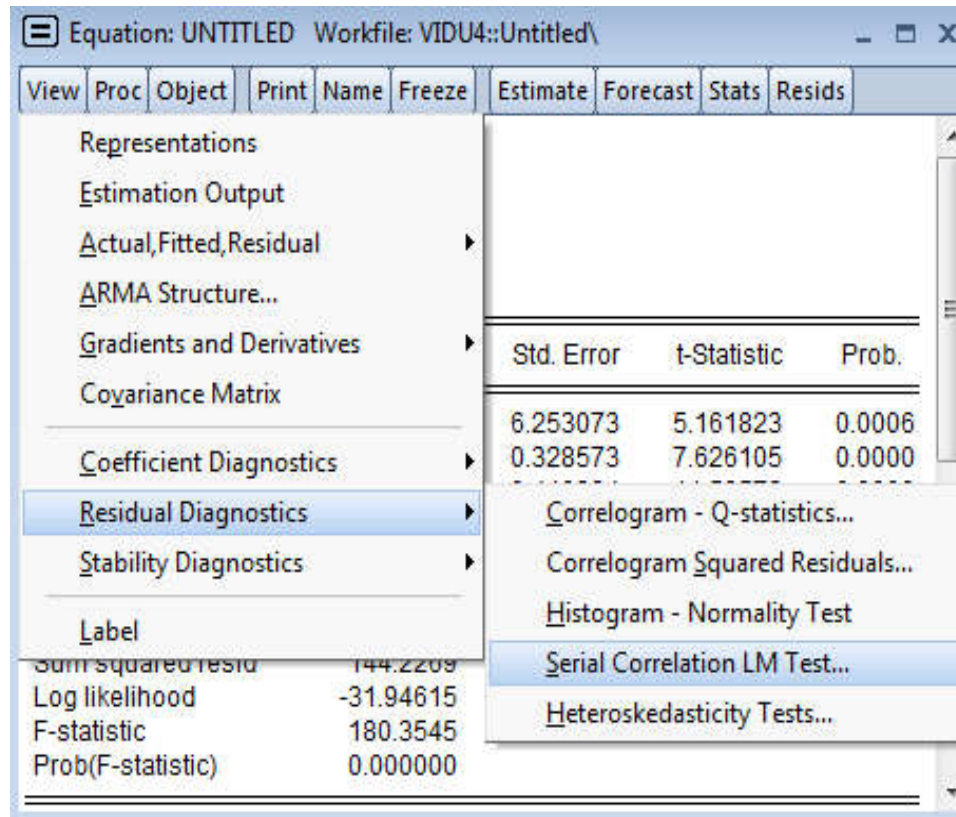 Equation: UNTITLED Workfile: VIDU4::Untitled\
View Proc Object Print Name Freeze Estimate Forecast Stats Resids
Representations
Estimation Output
Actual,Fitted,Residual
ARMA Structure...
Gradients and Derivatives
Covariance Matrix
Coefficient Diagnostics
Residual Diagnostics
Stability Diagnostics
Label
Std. Error t-Statistic Prob.
6.253073 5.161823 0.0006
0.328573 7.626105 0.0000
Correlogram - Q-statistics...
Correlogram Squared Residuals...
Histogram - Normality Test
Serial Correlation LM Test...
Heteroskedasticity Tests...
Sum squared resid 144.2269
Log likelihood -31.94615
F-statistic 180.3545
Prob(F-statistic) 0.000000